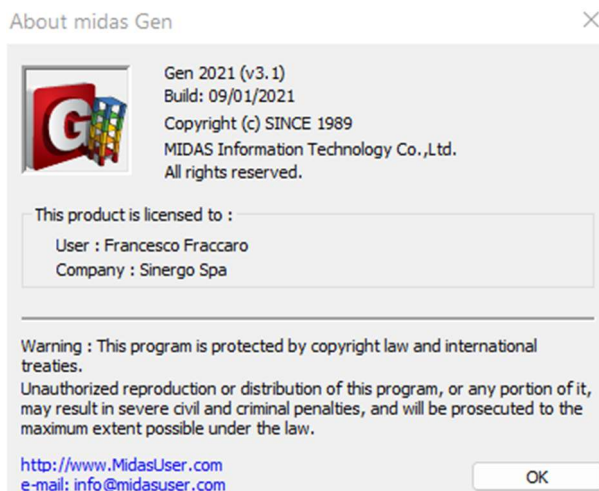 About midas Gen
G
Gen 2021 (v3.1)
Build: 09/01/2021
Copyright (c) SINCE 1989
MIDAS Information Technology Co.,Ltd.
All rights reserved.
This product is licensed to :
User : Francesco Fraccaro
Company : Sinergo Spa
Warning : This program is protected by copyright law and international
treaties.
Unauthorized reproduction or distribution of this program, or any portion of it,
may result in severe civil and criminal penalties, and will be prosecuted to the
maximum extent possible under the law.
http://www.MidasUser.com
e-mail: info@midasuser.com
OK